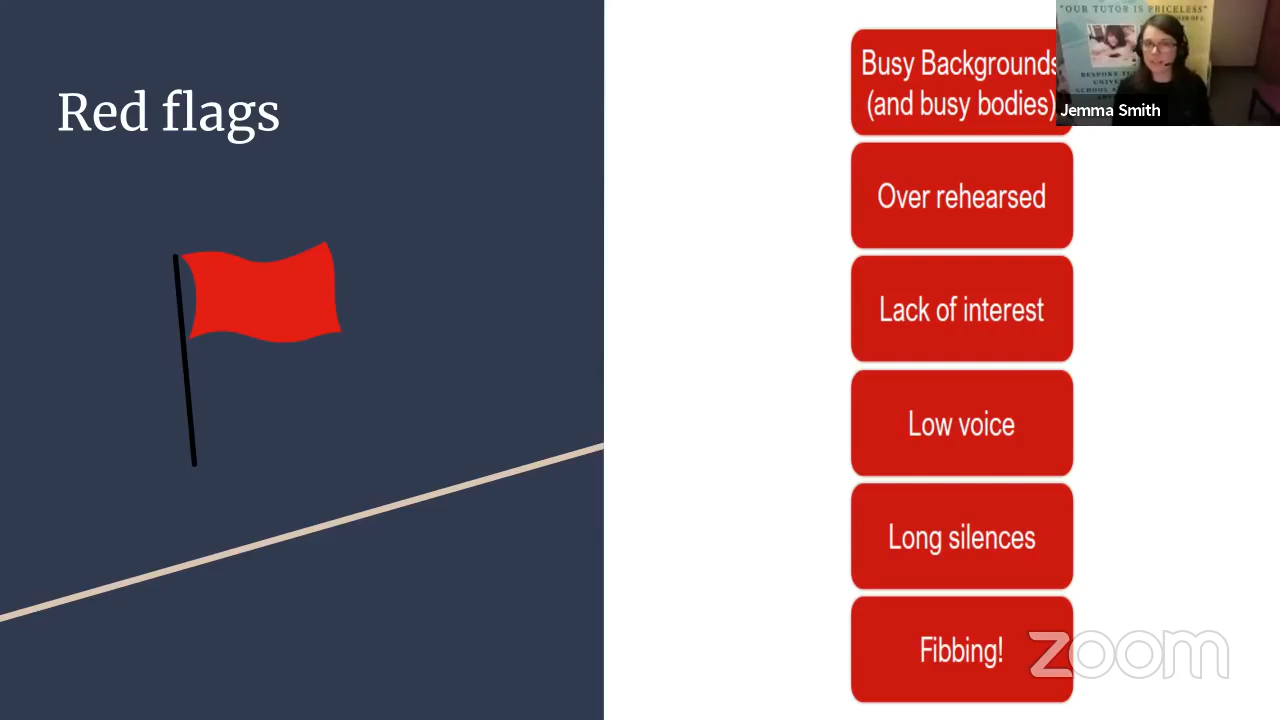 Red flags
Busy Backgrounds
(and busy bodies)
Over rehearsed
Lack of interest
Low voice
Long silences
Fibbing!
"OUR TUTOR IS PRICELESS"
BESPOKE
Jemma Smith
zoom